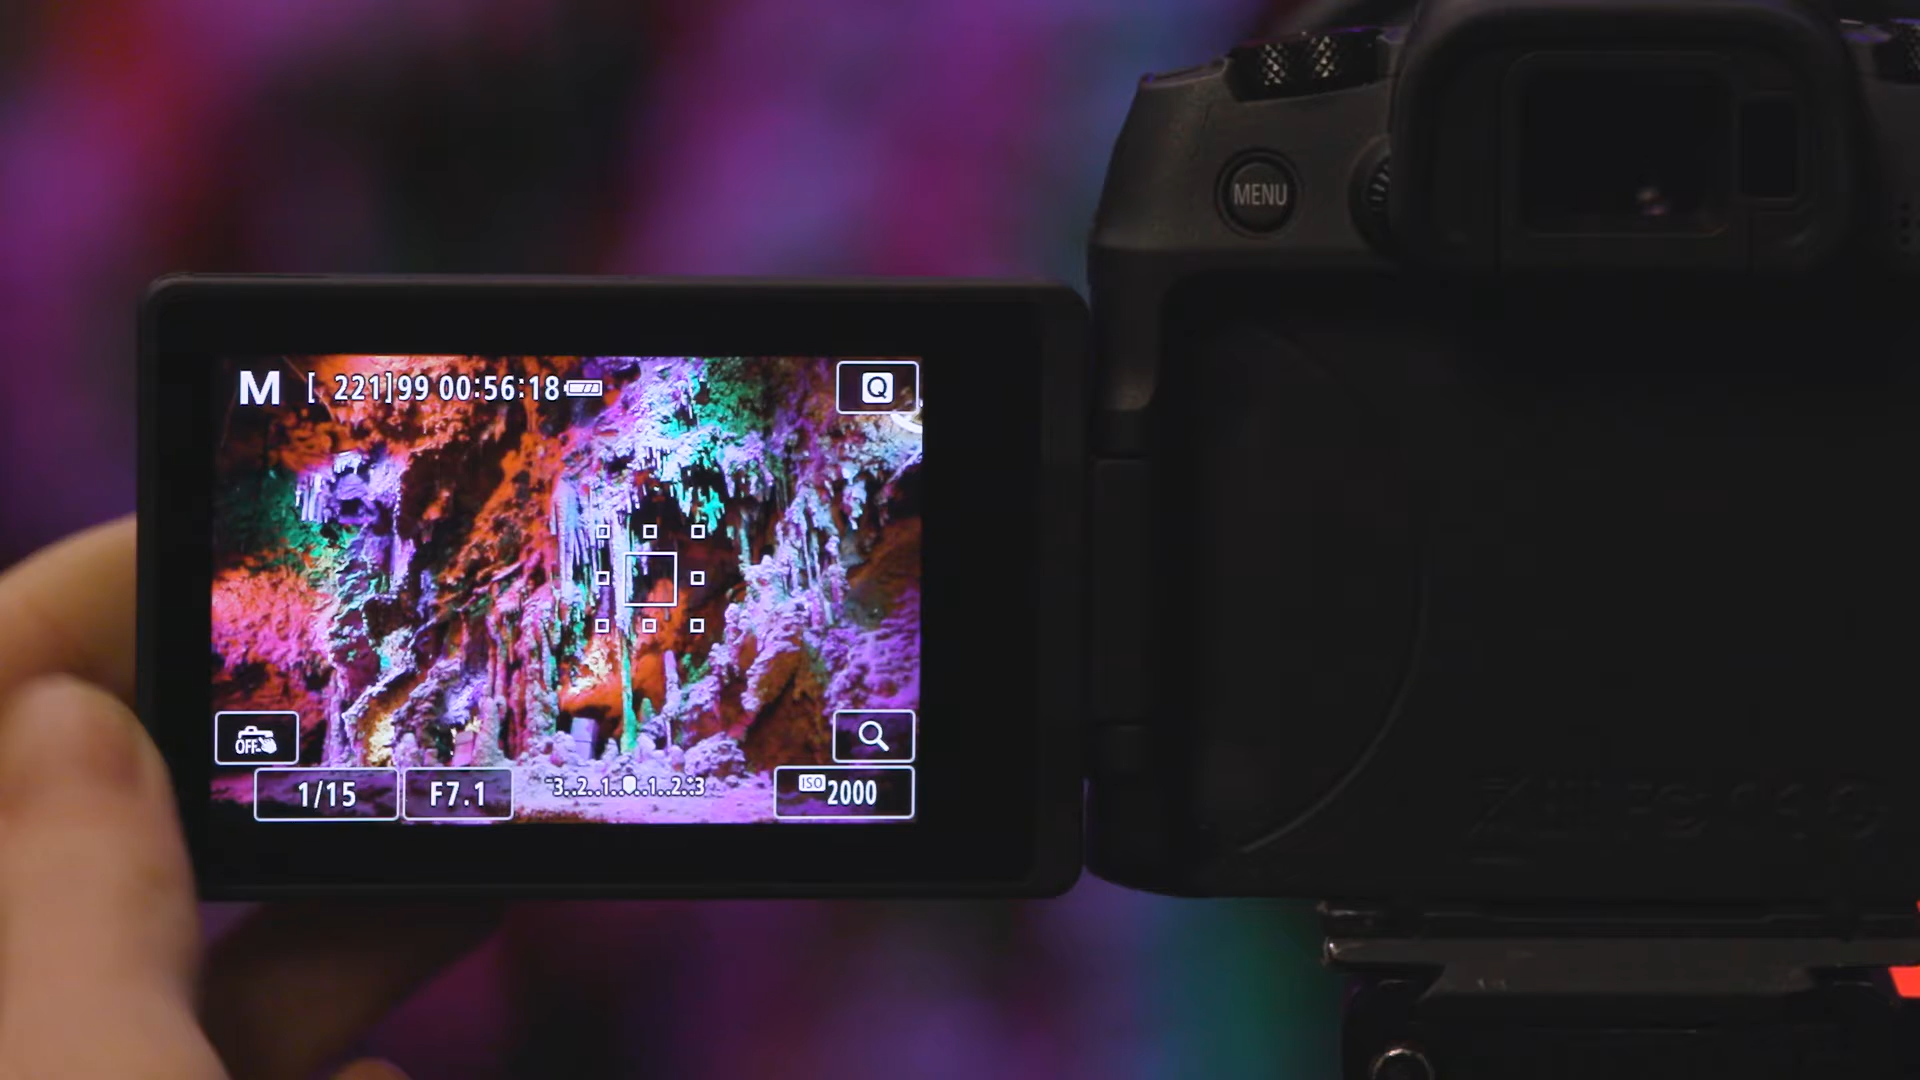 MENU
M [ 221]99 00:56:18
Q
OFF
1/15 F7.1 -3..2..1..0..1..2..+3 ISO 2000